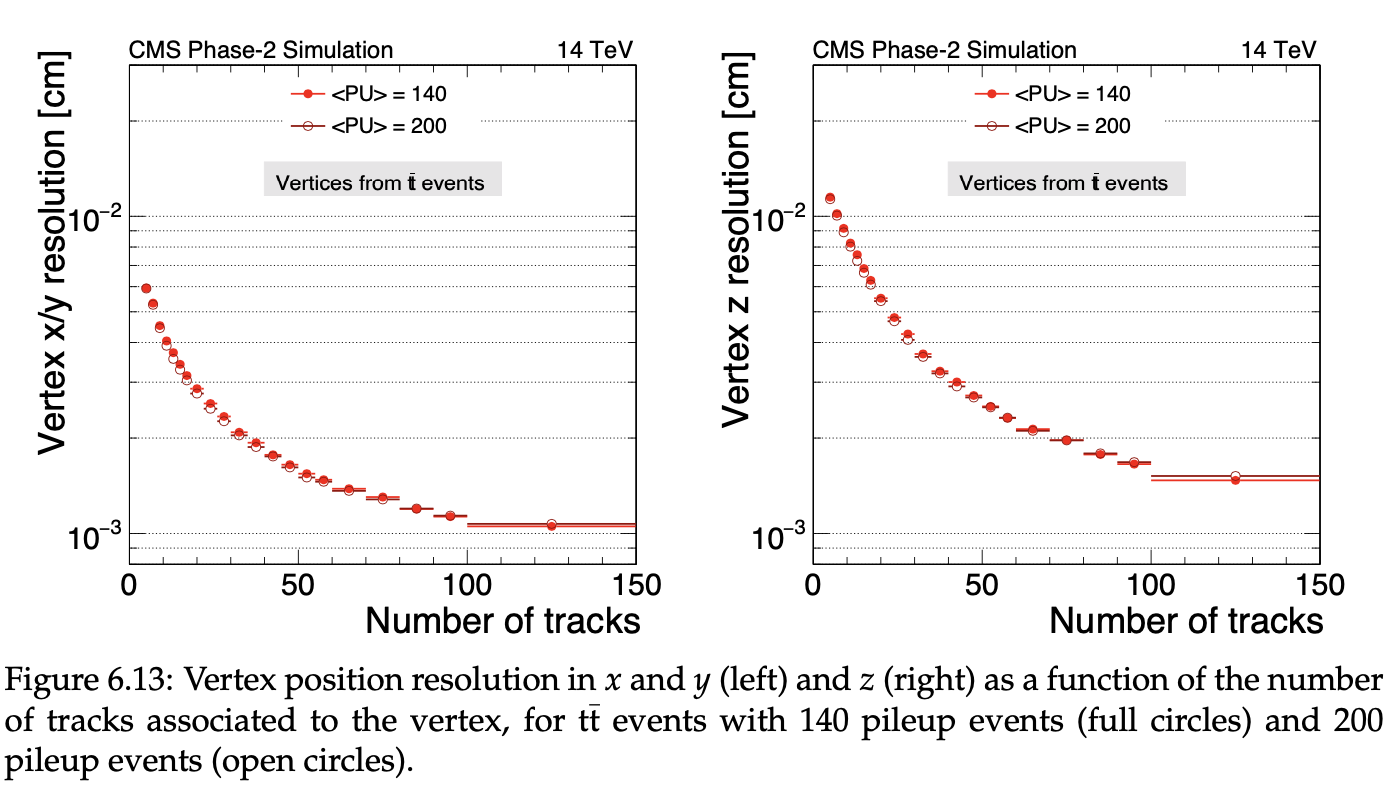 CMS Phase-2 Simulation 14 TeV
<PU> = 140
<PU> = 200
Vertices from tt̄ events
Vertex x/y resolution [cm]
10⁻²
10⁻³
0 50 100 150
Number of tracks
CMS Phase-2 Simulation 14 TeV
<PU> = 140
<PU> = 200
Vertices from tt̄ events
Vertex z resolution [cm]
10⁻²
10⁻³
0 50 100 150
Number of tracks
Figure 6.13: Vertex position resolution in x and y (left) and z (right) as a function of the number
of tracks associated to the vertex, for tt̄ events with 140 pileup events (full circles) and 200
pileup events (open circles).